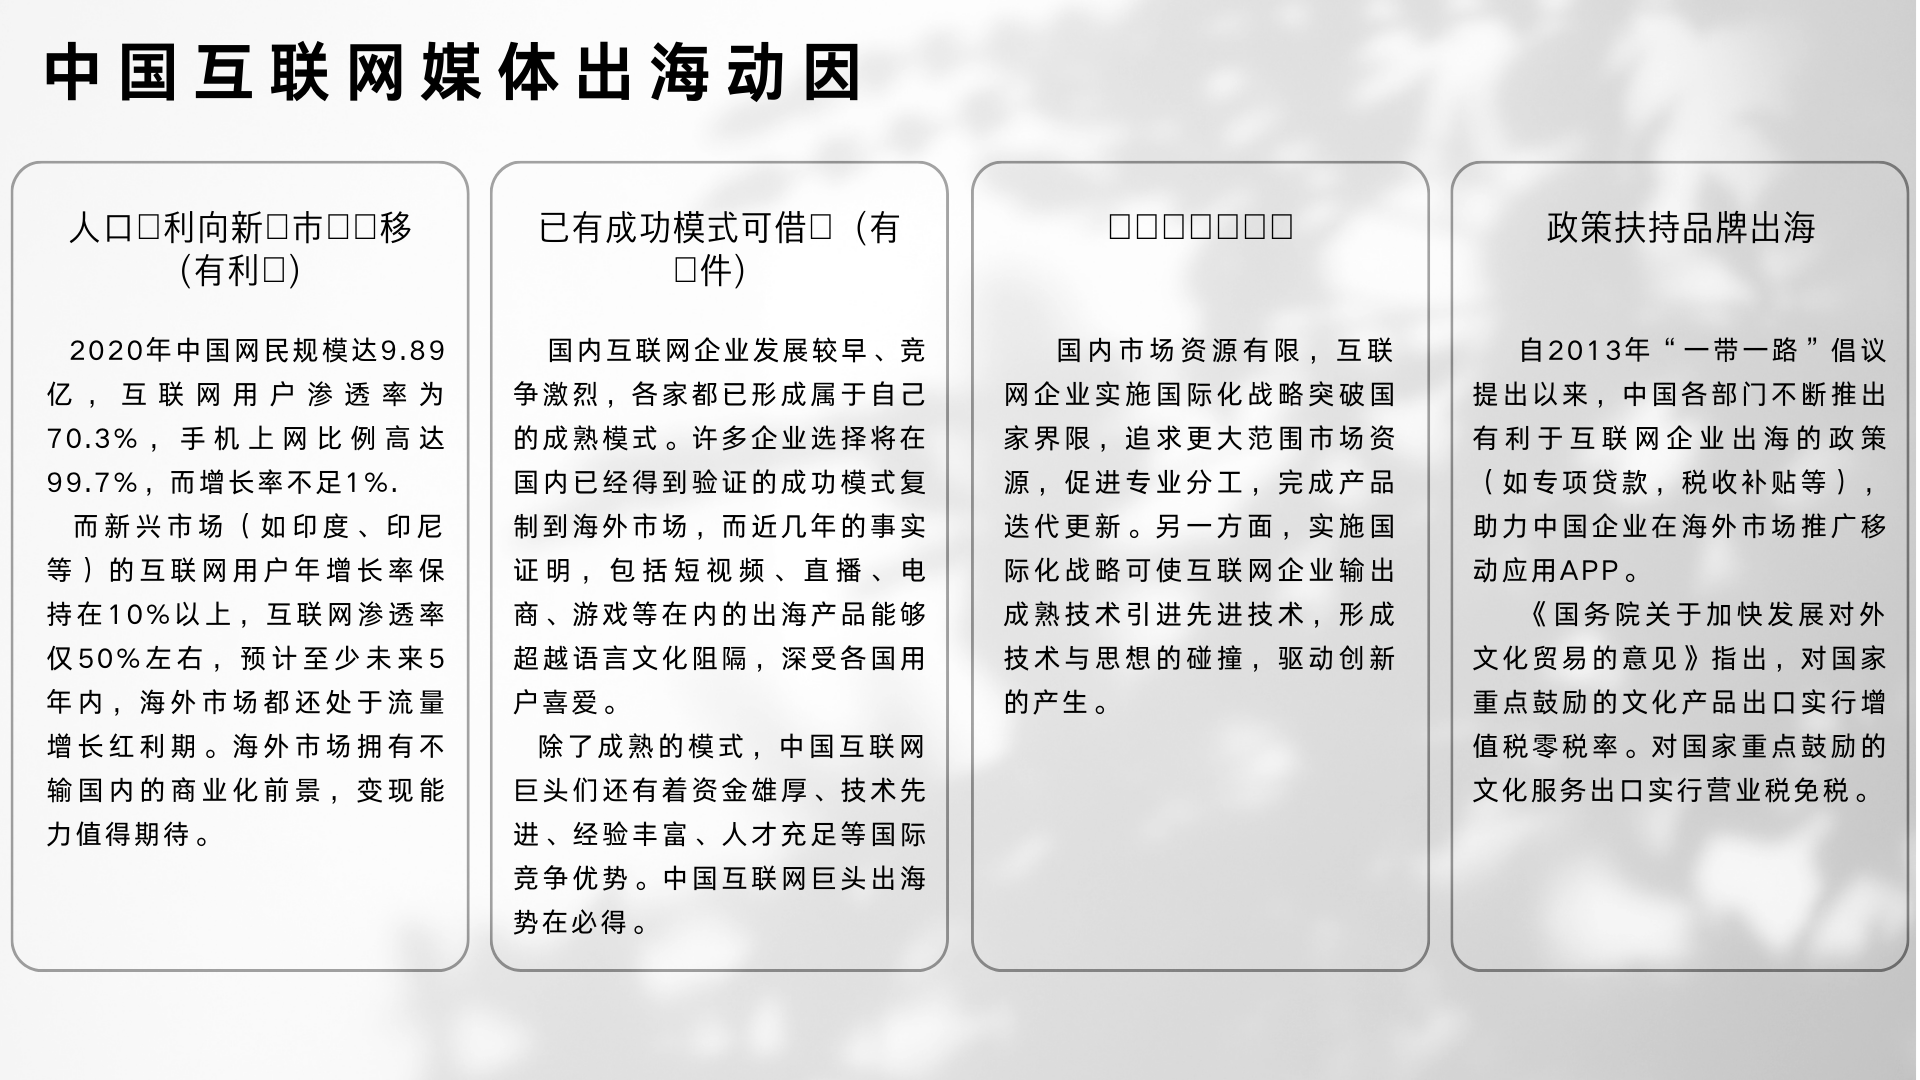 中国互联网媒体出海动因
人口□利向新□市□□移
（有利□）
2020年中国网民规模达9.89
亿，互联网用户渗透率为
70.3%，手机上网比例高达
99.7%，而增长率不足1%.
而新兴市场（如印度、印尼
等）的互联网用户年增长率保
持在10%以上，互联网渗透率
仅50%左右，预计至少未来5
年内，海外市场都还处于流量
增长红利期。海外市场拥有不
输国内的商业化前景，变现能
力值得期待。
已有成功模式可借□（有
□件）
国内互联网企业发展较早、竞
争激烈，各家都已形成属于自己
的成熟模式。许多企业选择将在
国内已经得到验证的成功模式复
制到海外市场，而近几年的事实
证明，包括短视频、直播、电
商、游戏等在内的出海产品能够
超越语言文化阻隔，深受各国用
户喜爱。
除了成熟的模式，中国互联网
巨头们还有着资金雄厚、技术先
进、经验丰富、人才充足等国际
竞争优势。中国互联网巨头出海
势在必得。
□□□□□□□
国内市场资源有限，互联
网企业实施国际化战略突破国
家界限，追求更大范围市场资
源，促进专业分工，完成产品
迭代更新。另一方面，实施国
际化战略可使互联网企业输出
成熟技术引进先进技术，形成
技术与思想的碰撞，驱动创新
的产生。
政策扶持品牌出海
自2013年“一带一路”倡议
提出以来，中国各部门不断推出
有利于互联网企业出海的政策
（如专项贷款，税收补贴等），
助力中国企业在海外市场推广移
动应用APP。
《国务院关于加快发展对外
文化贸易的意见》指出，对国家
重点鼓励的文化产品出口实行增
值税零税率。对国家重点鼓励的
文化服务出口实行营业税免税。